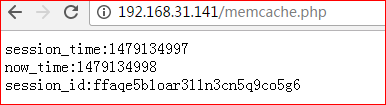 192.168.31.141/memcache.php
session_time:1479134997
now_time:1479134998
session_id:ffaqe5bloar311n3cn5q9co5g6